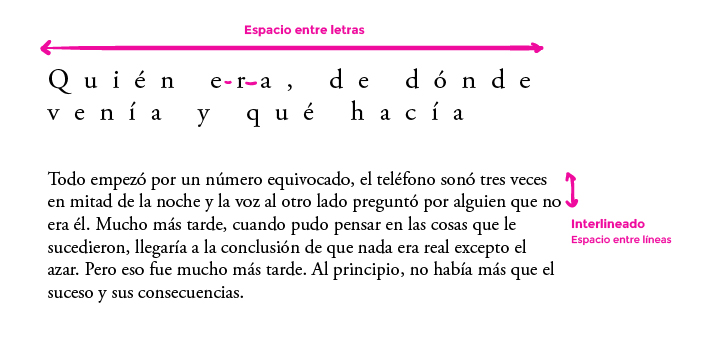 Espacio entre letras
Quién era, de dónde
venía y qué hacía
Todo empezó por un número equivocado, el teléfono sonó tres veces
en mitad de la noche y la voz al otro lado preguntó por alguien que no
era él. Mucho más tarde, cuando pudo pensar en las cosas que le
sucedieron, llegaría a la conclusión de que nada era real excepto el
azar. Pero eso fue mucho más tarde. Al principio, no había más que el
suceso y sus consecuencias.
Interlineado
Espacio entre líneas